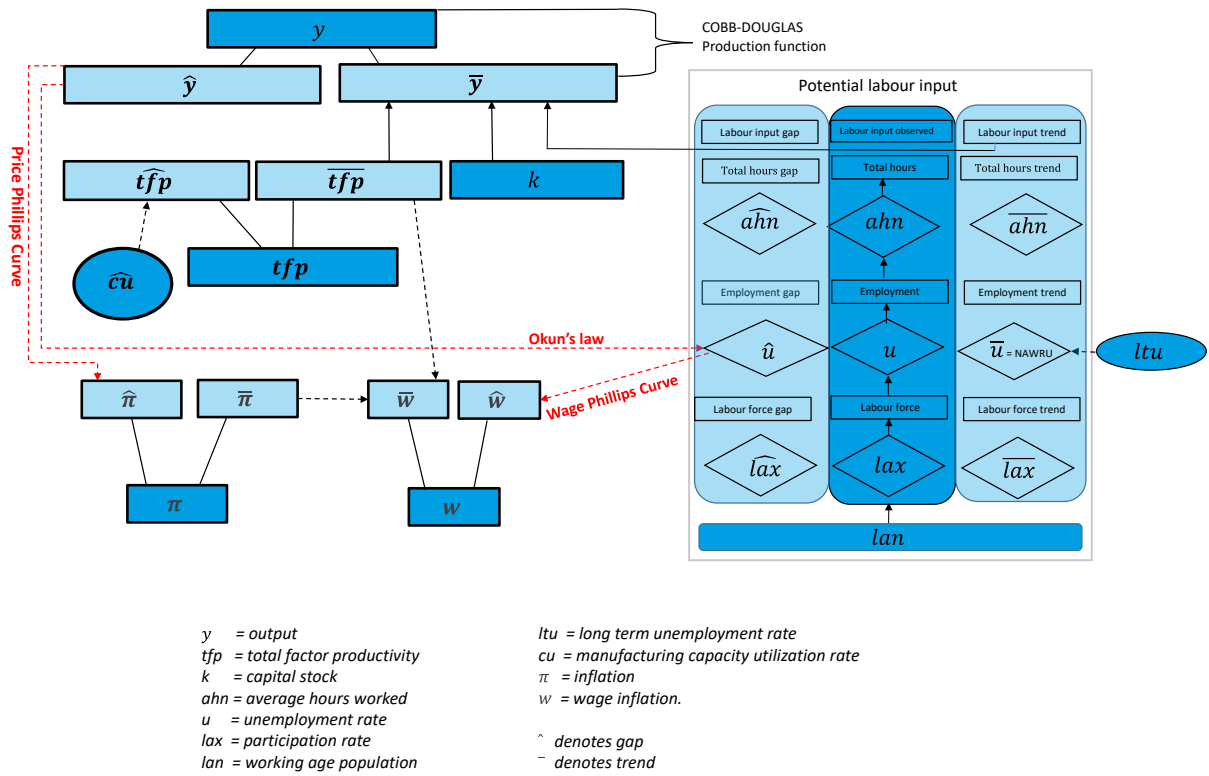 y
COBB-DOUGLAS
Production function
ŷ
y̅
Potential labour input
Labour input gap
Labour input observed
Labour input trend
Price Phillips Curve
t͡fp̂
t̅f̅p̅
k
Total hours gap
Total hours
Total hours trend
âhn
ahn
a̅h̅n̅
ĉu
tfp
Employment gap
Employment
Employment trend
Okun's law
û
u
u̅ = NAWRU
ltu
Wage Phillips Curve
π̂
π̅
w̅
ŵ
Labour force gap
Labour force
Labour force trend
l̂ax
lax
l̅a̅x̅
π
w
lan
y = output
tfp = total factor productivity
k = capital stock
ahn = average hours worked
u = unemployment rate
lax = participation rate
lan = working age population
ltu = long term unemployment rate
cu = manufacturing capacity utilization rate
π = inflation
w = wage inflation.
ˆ denotes gap
‾ denotes trend